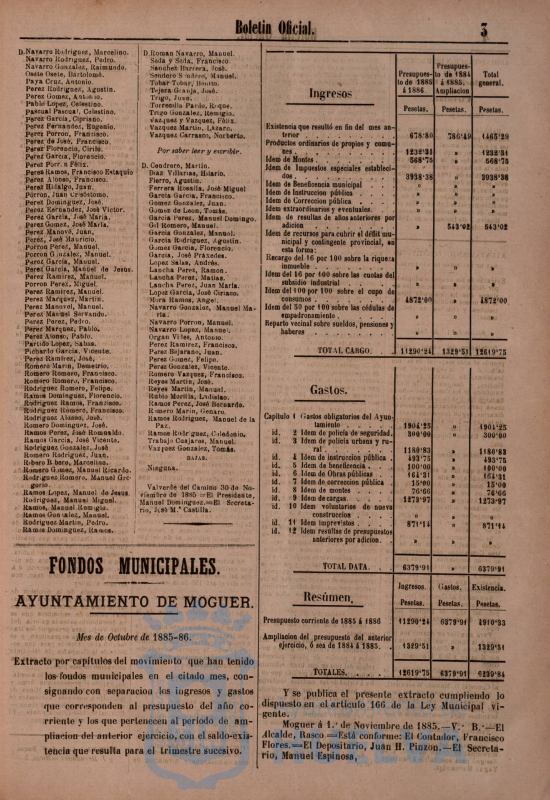 Boletin Oficial.
3
D. Navarro Rodriguez, Marcelino.
Navarro Rodriguez, Pedro.
Navarro Gonzalez, Raimundo.
Osete Osete, Bartolomé.
Paya Cruz, Antonio.
Perez Rodriguez, Agustin.
Perez Gomez, Antonio.
Pablo Lopez, Celestino.
Pascual Pascual, Celestino.
Perez Garcia, Cipriano.
Perez Fernandez, Eugenio.
Perez Porron, Francisco
Perez de José, Francisco.
Perez Florencio, Cirilo.
Perez Garcia, Florencio.
Perez Porron Félix.
Perez Ramos, Francisco Estaquio
Perez Alonso, Francisco.
Perez Hidalgo, Juan.
Porron, Juan Crisóstomo.
Perez Dominguez, José.
Perez Hernandez, José Victor.
Perez Garcia, José Maria.
Perez Gomez, José Maria.
Perez Manovel, Juan.
Perez, José Mauricio.
Porron Perez, Manuel.
Porron Gonzalez, Manuel.
Perez Garcia, Manuel.
Perez Garcia, Manuel de Jesus.
Perez Ramirez, Manuel.
Porron Perez, Miguel.
Perez Ramirez, Manuel.
Perez Marquez, Martin.
Perez Manovel, Manuel.
Perez Manuel Servando.
Perez Perez, Pedro.
Perez Marquez, Pablo.
Perez Alonso, Pablo.
Partido Lopez, Salus.
Pichardo Garcia, Vicente.
Perez Ramirez, José.
Romero Martin, Demetrio.
Romero Romero, Francisco.
Romero Romero, Francisco.
Rodriguez Romero, Felipe.
Ramos Dominguez, Florencio.
Rodriguez Ramos, Francisco.
Rodriguez Romero, Francisco.
Rodriguez Alonso, José.
Romero Dominguez, José.
Ramos Perez, José Romualdo.
Ramos Garcia, José Vicente.
Rodriguez Gonzalez, José
Romero Rodriguez, Juan.
Ribero Ribero, Marcelino.
Romero Gomez, Manuel Ricardo.
Rodriguez Romero, Manuel Gregorio.
Ramos Lopez, Manuel de Jesus.
Rodriguez, Manuel Miguel.
Ramos, Manuel Remigio.
Ramos Gonzalez, Manuel.
Rodriguez Martin, Pedro.
Ramos Dominguez, Ramos.
D. Roman Navarro, Manuel.
Seda y Seda, Francisco.
Sanchez Barrera, José.
Sendero Sendero, Manuel.
Tobar Tobar, Benito.
Tejera Granja, José.
Trigo, Juan.
Torrecilla Pardo, Roque.
Trigo Gonzalez, Remigio.
Vazquez y Vazquez, Félix.
Vazquez Martin, Lázaro.
Vazquez Carrasco, Norberto.
Por saber leer y escribir.
D. Cendrero, Martin.
Diaz Villarias, Hilario.
Fierro, Agustin.
Ferrera Rosilla, José Miguel
Garcia Garcia, Francisco.
Gomez Gonzalez, Juan.
Gomez de Leon, Tomás.
Garcia Perez, Manuel Domingo.
Gil Romero, Manuel.
Garcia Gonzalez, Manuel.
Garcia Rodriguez, Agustin.
Gomez Garcia, Florencio.
Garcia, José Práxedes.
Lopez Salas, Andrés.
Lancha Perez, Ramon.
Lancha Perez, Matias.
Lancha Perez, Juan Maria.
Lopez Garcia, José Ciriano.
Mora Ramos, Angel.
Navarro Gonzalez, Manuel Maria.
Navarro Porron, Manuel.
Navarro Lopez, Manuel.
Organ Viles, Antonio.
Perez Ramirez, Francisco.
Perez Bejarano, Juan.
Perez Gomez, Felipe.
Perez Gonzalez, Vicente.
Romero Vazquez, Francisco.
Reyes Martin, José.
Reyes Martin, Manuel.
Rubio Morilla, Ladislao.
Ramos Perez, José Bernardo.
Romero Marin, Genaro.
Ramos Rodriguez, Manuel de la Paz.
Ramos Rodriguez, Celedonio.
Trabajo Conjaras, Manuel.
Vazquez Gonzalez, Tomás.
BAJAS.
Ninguna.
Valverde del Camino 30 de Noviembre de 1885—El Presidente,
Manuel Dominguez.—El Secretario, José M.ª Castilla.
FONDOS MUNICIPALES.
AYUNTAMIENTO DE MOGUER.
Mes de Octubre de 1885-86.
Extracto por capítulos del movimiento que han tenido
los fondos municipales en el citado mes, con-
signando con separacion los ingresos y gastos
que corresponden al presupuesto del año co-
rriente y los que pertenecen al período de am-
pliacion del anterior ejercicio, con el saldo-exis-
tencia que resulta para el trimestre sucesivo.
Ingresos
Presupuesto de 1885 á 1886. Presupuesto de 1884 á 1885. Ampliacion Total general.
Pesetas. Pesetas. Pesetas.
Existencia que resultó en fin del mes anterior 678'80 786'49 1465'29
Productos ordinarios de propios y comunes 1232'31 » 1232'31
Idem de Montes 568'75 » 568'75
Idem de Impuestos especiales establecidos 3938'38 » 3938'38
Idem de Beneficencia municipal » » »
Idem de Instruccion pública » » »
Idem de Correccion pública » » »
Idem extraordinarios y eventuales » » »
Idem de resultas de años anteriores por adicion » 543'02 543'02
Idem de recursos para cubrir el déficit municipal y contingente provincial, en esta forma:
Recargo del 16 por 100 sobre la riqueza inmueble » » »
Idem del 16 por 100 sobre las cuotas del subsidio industrial » » »
Idem del 100 por 100 sobre el cupo de consumos 4872'00 » 4872'00
Idem del 50 por 100 sobre las cédulas de empadronamiento » » »
Reparto vecinal sobre sueldos, pensiones y haberes » » »
TOTAL CARGO. 11290'24 1329'51 12619'75
Gastos.
Capítulo 1 Gastos obligatorios del Ayuntamiento 1904'25 » 1904'25
id. 2 Idem de policía de seguridad. 300'00 » 300'00
id. 3 Idem de policia urbana y rural 1180'83 » 1180'83
id. 4 Idem de instruccion pública 493'75 » 493'75
id. 5 Idem de beneficencia 100'00 » 100'00
id. 6 Idem de Obras públicas 164'31 » 164'31
id. 7 Idem de correccion pública 15'00 » 15'00
id. 8 Idem de montes 76'66 » 76'66
id. 9 Idem de cargas. 1273'97 » 1273'97
id. 10 Idem voluntarios de nueva construccion » » »
id. 11 Idem imprevistos 871'14 » 871'14
id. 12 Idem resultas de presupuestos anteriores por adicion. » » »
TOTAL DATA. 6379'91 » 6379'91
Resúmen.
Ingresos. Gastos. Existencia.
Pesetas. Pesetas. Pesetas.
Presupuesto corriente de 1885 á 1886 11290'24 6379'91 4910'33
Ampliacion del presupuesto del anterior ejercicio, ó sea de 1884 á 1885. 1329'51 » 1329'51
TOTALES. 12619'75 6379'91 6239'84
Y se publica el presente extracto cumpliendo lo
dispuesto en el artículo 166 de la Ley Municipal vi-
gente.
Moguer á 1.º de Noviembre de 1885.—V.º B.º—El
Alcalde, Rasco.—Está conforme: El Contador, Francisco
Flores.—El Depositario, Juan H. Pinzon.—El Secreta-
rio, Manuel Espinosa,